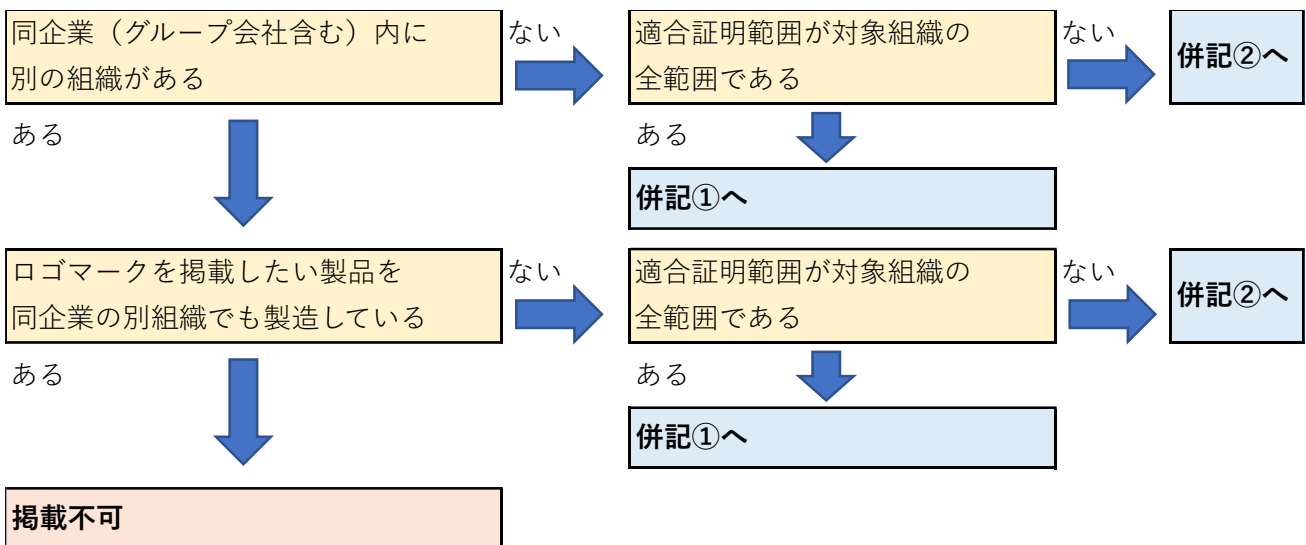 同企業（グループ会社含む）内に
別の組織がある
ない
適合証明範囲が対象組織の
全範囲である
ない
併記②へ
ある
ある
併記①へ
ロゴマークを掲載したい製品を
同企業の別組織でも製造している
ない
適合証明範囲が対象組織の
全範囲である
ない
併記②へ
ある
ある
併記①へ
掲載不可